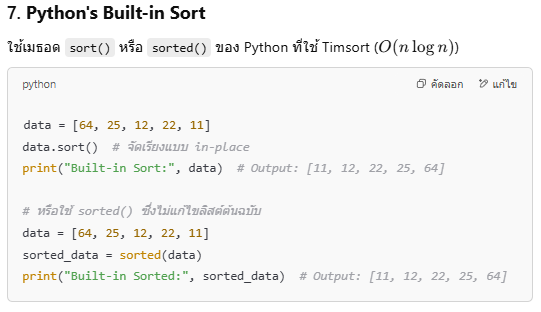 7. Python's Built-in Sort
ใช้เมธอด sort() หรือ sorted() ของ Python ที่ใช้ Timsort (O(n log n))
python
คัดลอก
แก้ไข
data = [64, 25, 12, 22, 11]
data.sort()  # จัดเรียงแบบ in-place
print("Built-in Sort:", data)  # Output: [11, 12, 22, 25, 64]
# หรือใช้ sorted() ซึ่งไม่แก้ไขลิสต์ต้นฉบับ
data = [64, 25, 12, 22, 11]
sorted_data = sorted(data)
print("Built-in Sorted:", sorted_data)  # Output: [11, 12, 22, 25, 64]